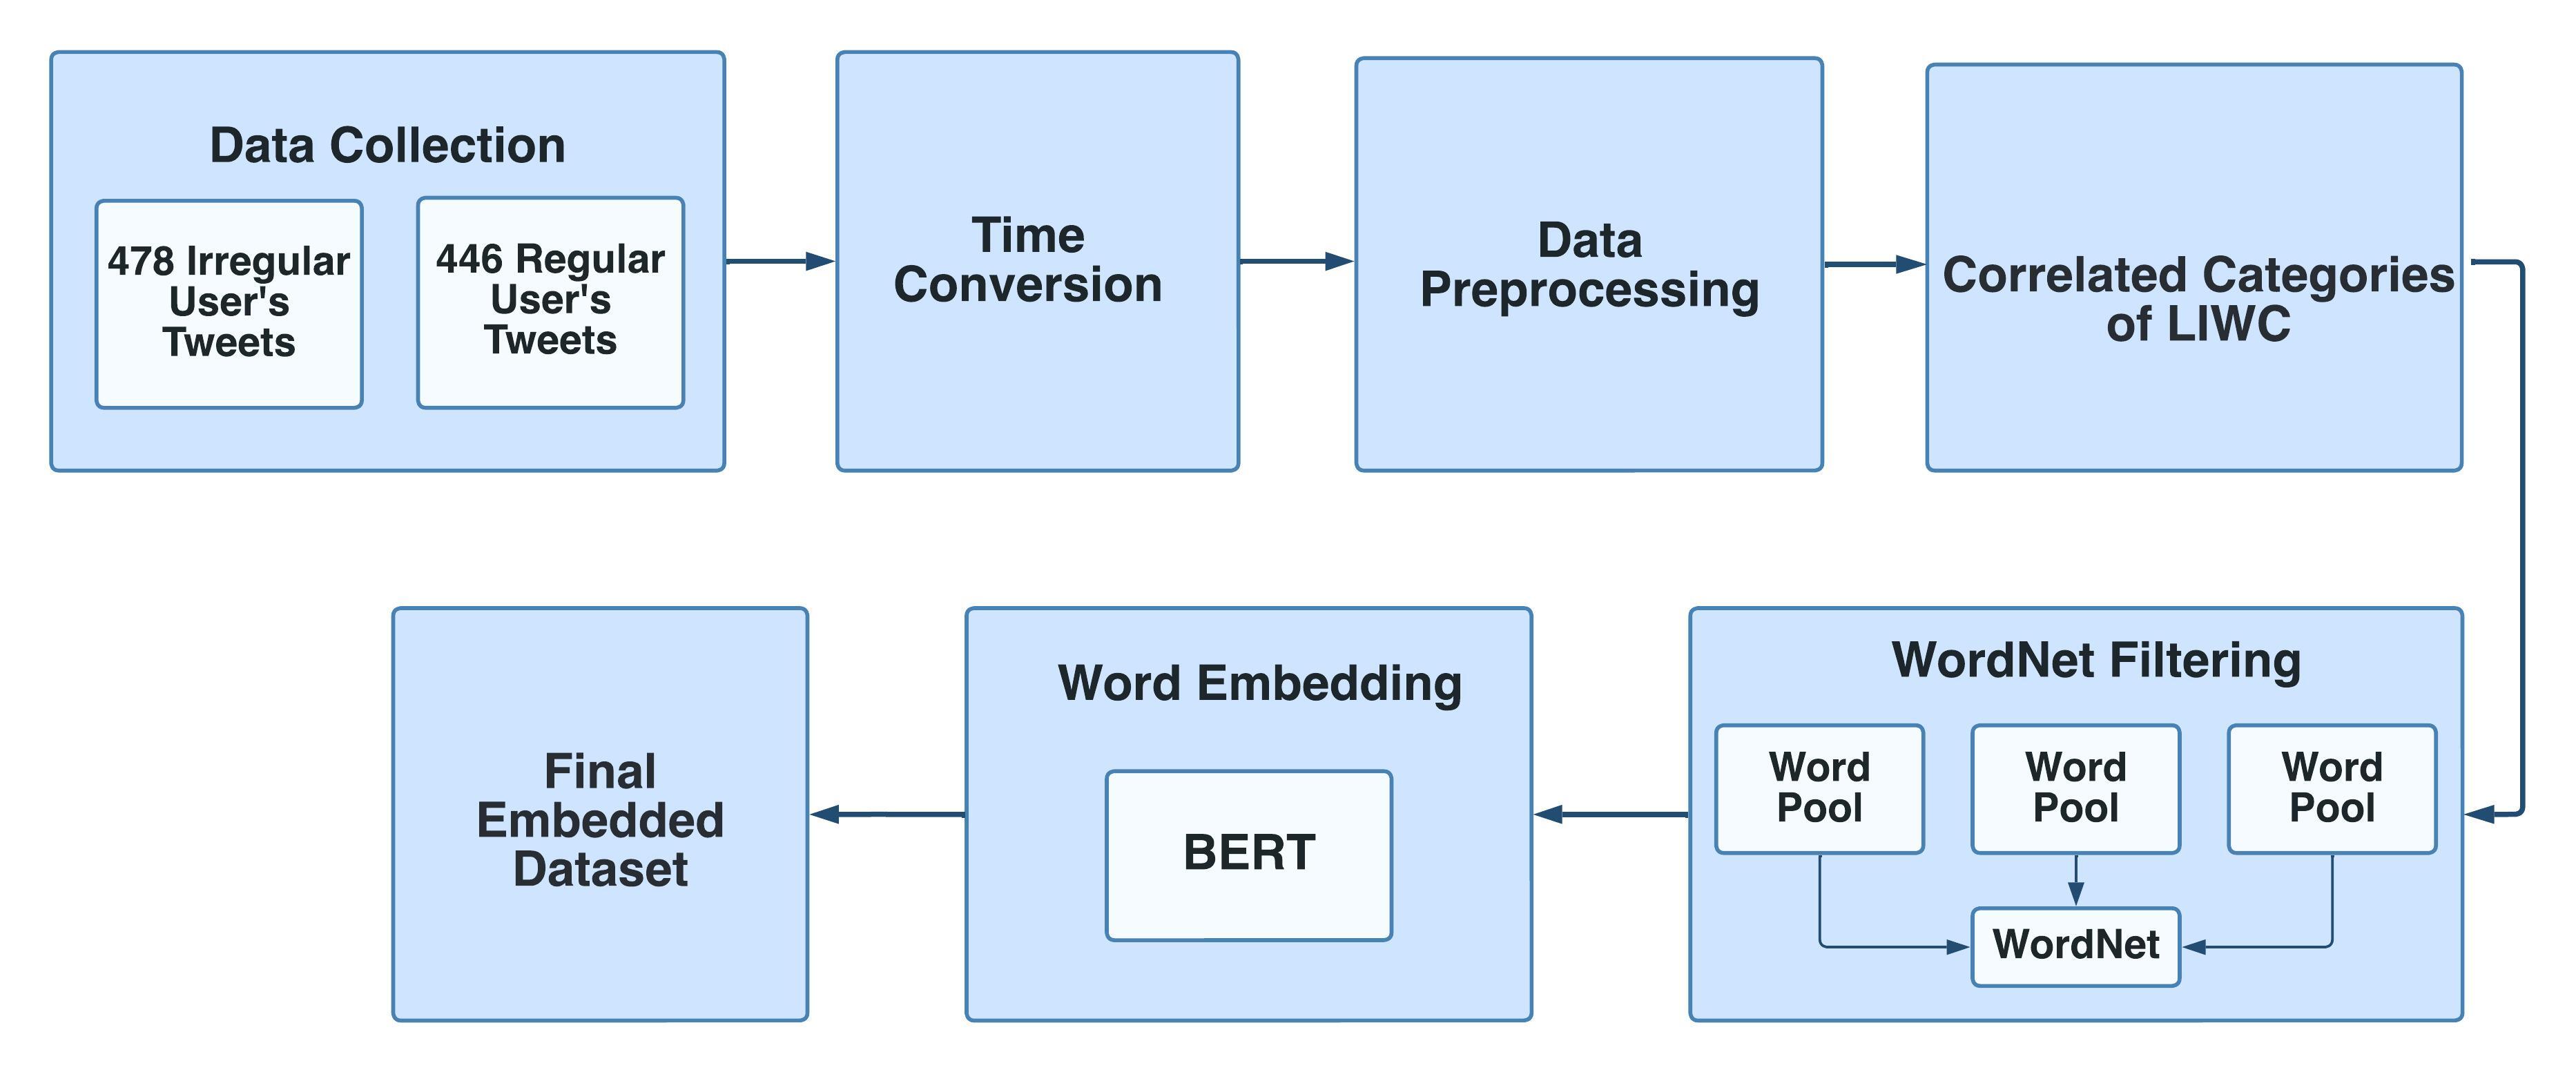 Data Collection
478 Irregular
User's
Tweets
446 Regular
User's
Tweets
Time
Conversion
Data
Preprocessing
Correlated Categories
of LIWC
WordNet Filtering
Word
Pool
Word
Pool
Word
Pool
WordNet
Word Embedding
BERT
Final
Embedded
Dataset